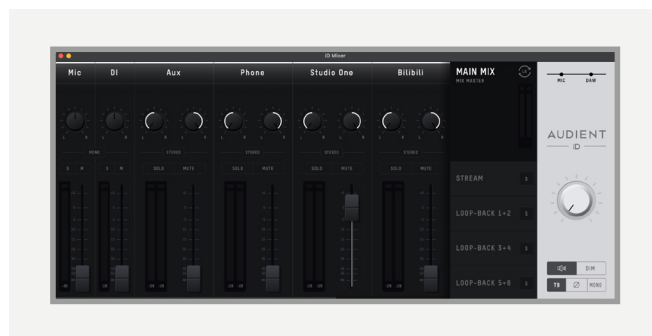 iD Mixer
Mic DI Aux Phone Studio One Bilibili
MAIN MIX
MIX MASTER
MIC DAW
L R L R L R L R L R L R L R L R L R L R
MONO STEREO STEREO STEREO STEREO
S M S M SOLO MUTE SOLO MUTE SOLO MUTE SOLO MUTE
AUDIENT
iD
STREAM S
LOOP-BACK 1+2 S
LOOP-BACK 3+4 S
LOOP-BACK 5+6 S
DIM
TB Ø MONO